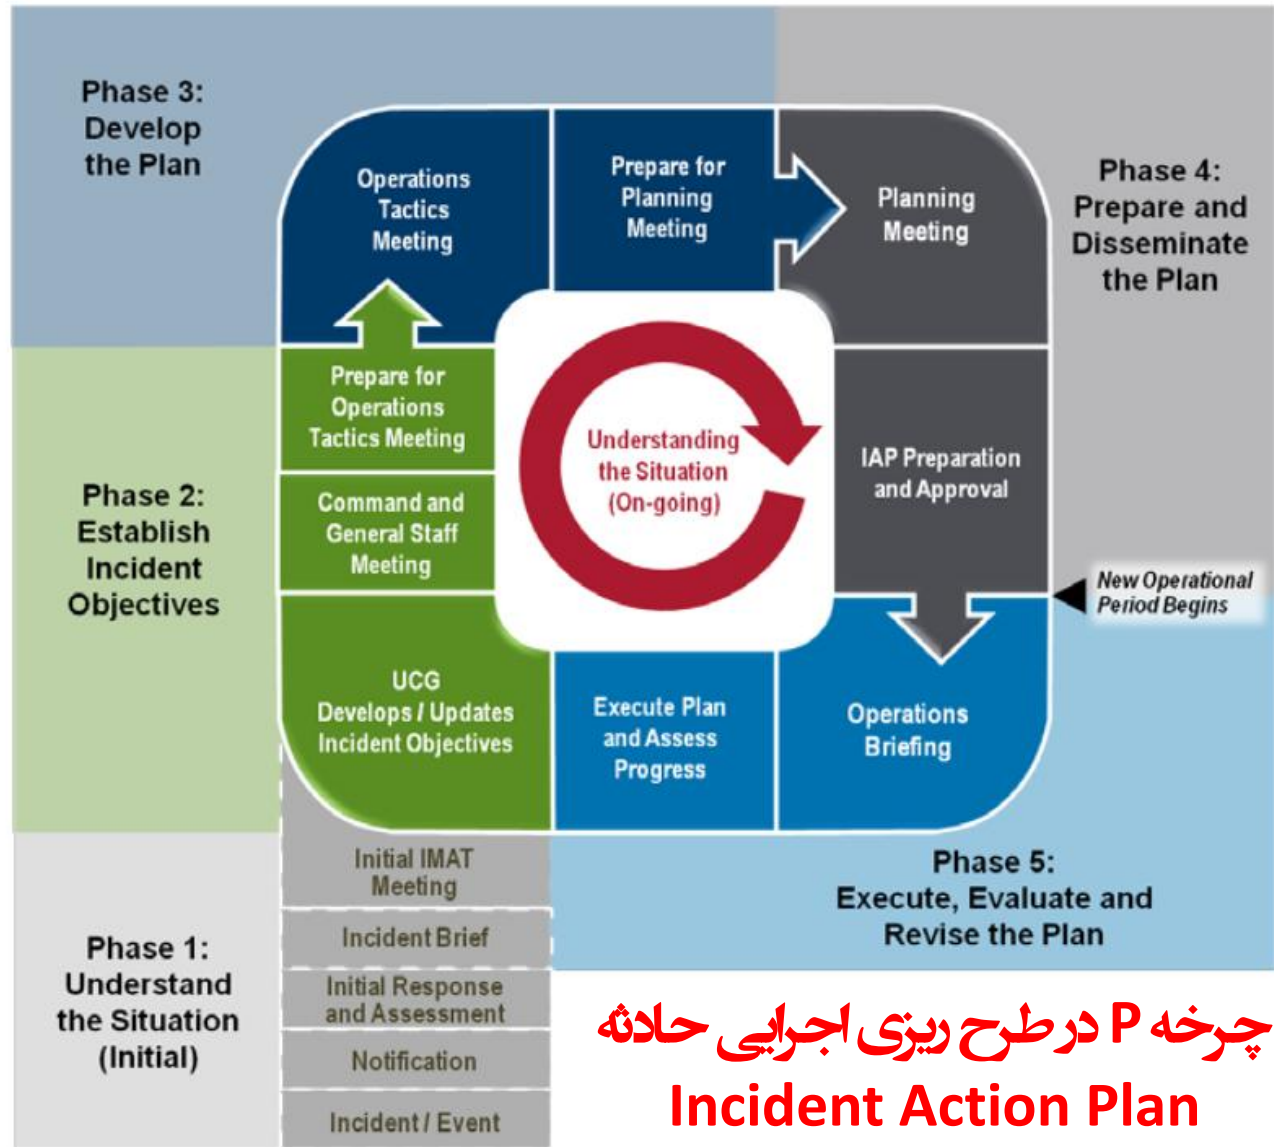 Phase 3:
Develop
the Plan
Operations
Tactics
Meeting
Prepare for
Planning
Meeting
Planning
Meeting
Phase 4:
Prepare and
Disseminate
the Plan
Prepare for
Operations
Tactics Meeting
Understanding
the Situation
(On-going)
IAP Preparation
and Approval
Phase 2:
Establish
Incident
Objectives
Command and
General Staff
Meeting
New Operational
Period Begins
UCG
Develops / Updates
Incident Objectives
Execute Plan
and Assess
Progress
Operations
Briefing
Phase 5:
Execute, Evaluate and
Revise the Plan
Phase 1:
Understand
the Situation
(Initial)
Initial IMAT
Meeting
Incident Brief
Initial Response
and Assessment
Notification
Incident / Event
چرخه P در طرح ریزی اجرایی حادثه
Incident Action Plan